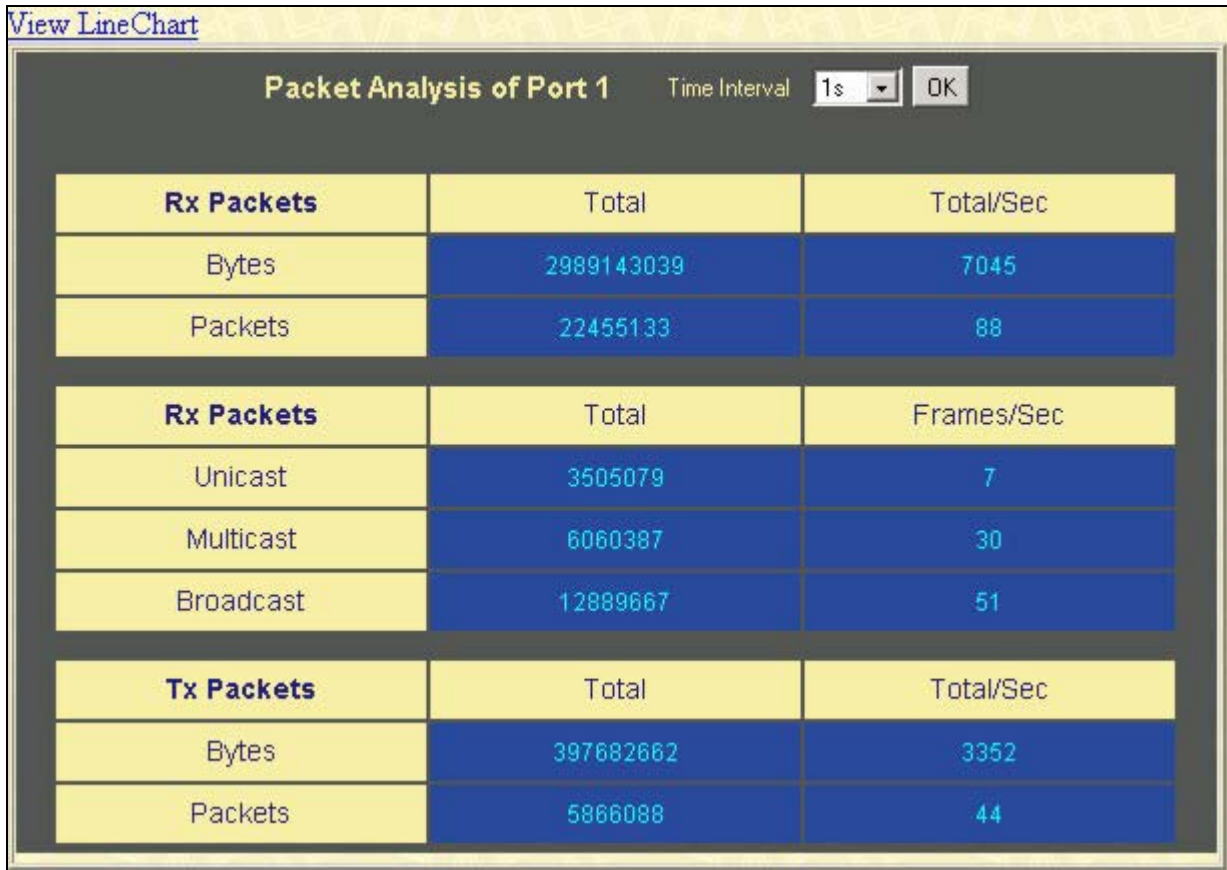 View LineChart
Packet Analysis of Port 1 Time Interval 1s OK
Rx Packets Total Total/Sec
Bytes 2989143039 7045
Packets 22455133 88
Rx Packets Total Frames/Sec
Unicast 3505079 7
Multicast 6060387 30
Broadcast 12889667 51
Tx Packets Total Total/Sec
Bytes 397682662 3352
Packets 5866088 44